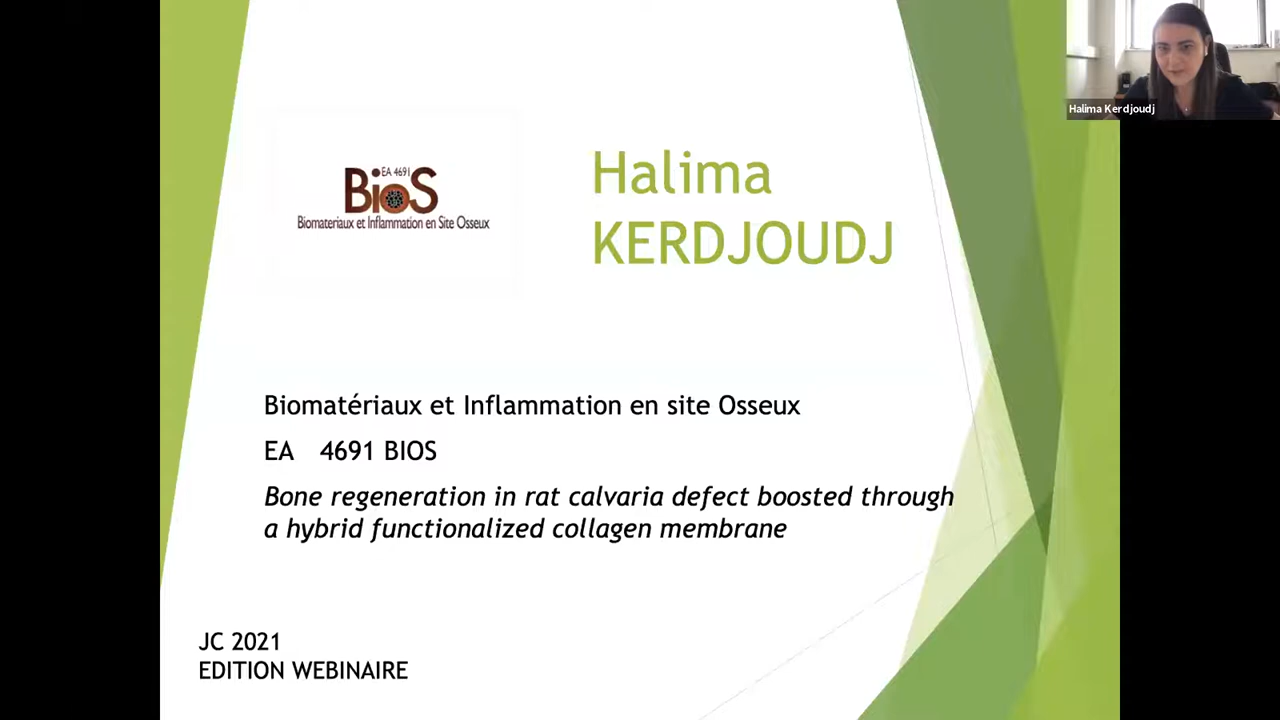 Halima Kerdjoudj
EA 4691
BioS
Biomateriaux et Inflammation en Site Osseux
Halima
KERDJOUDJ
Biomatériaux et Inflammation en site Osseux
EA 4691 BIOS
Bone regeneration in rat calvaria defect boosted through
a hybrid functionalized collagen membrane
JC 2021
EDITION WEBINAIRE